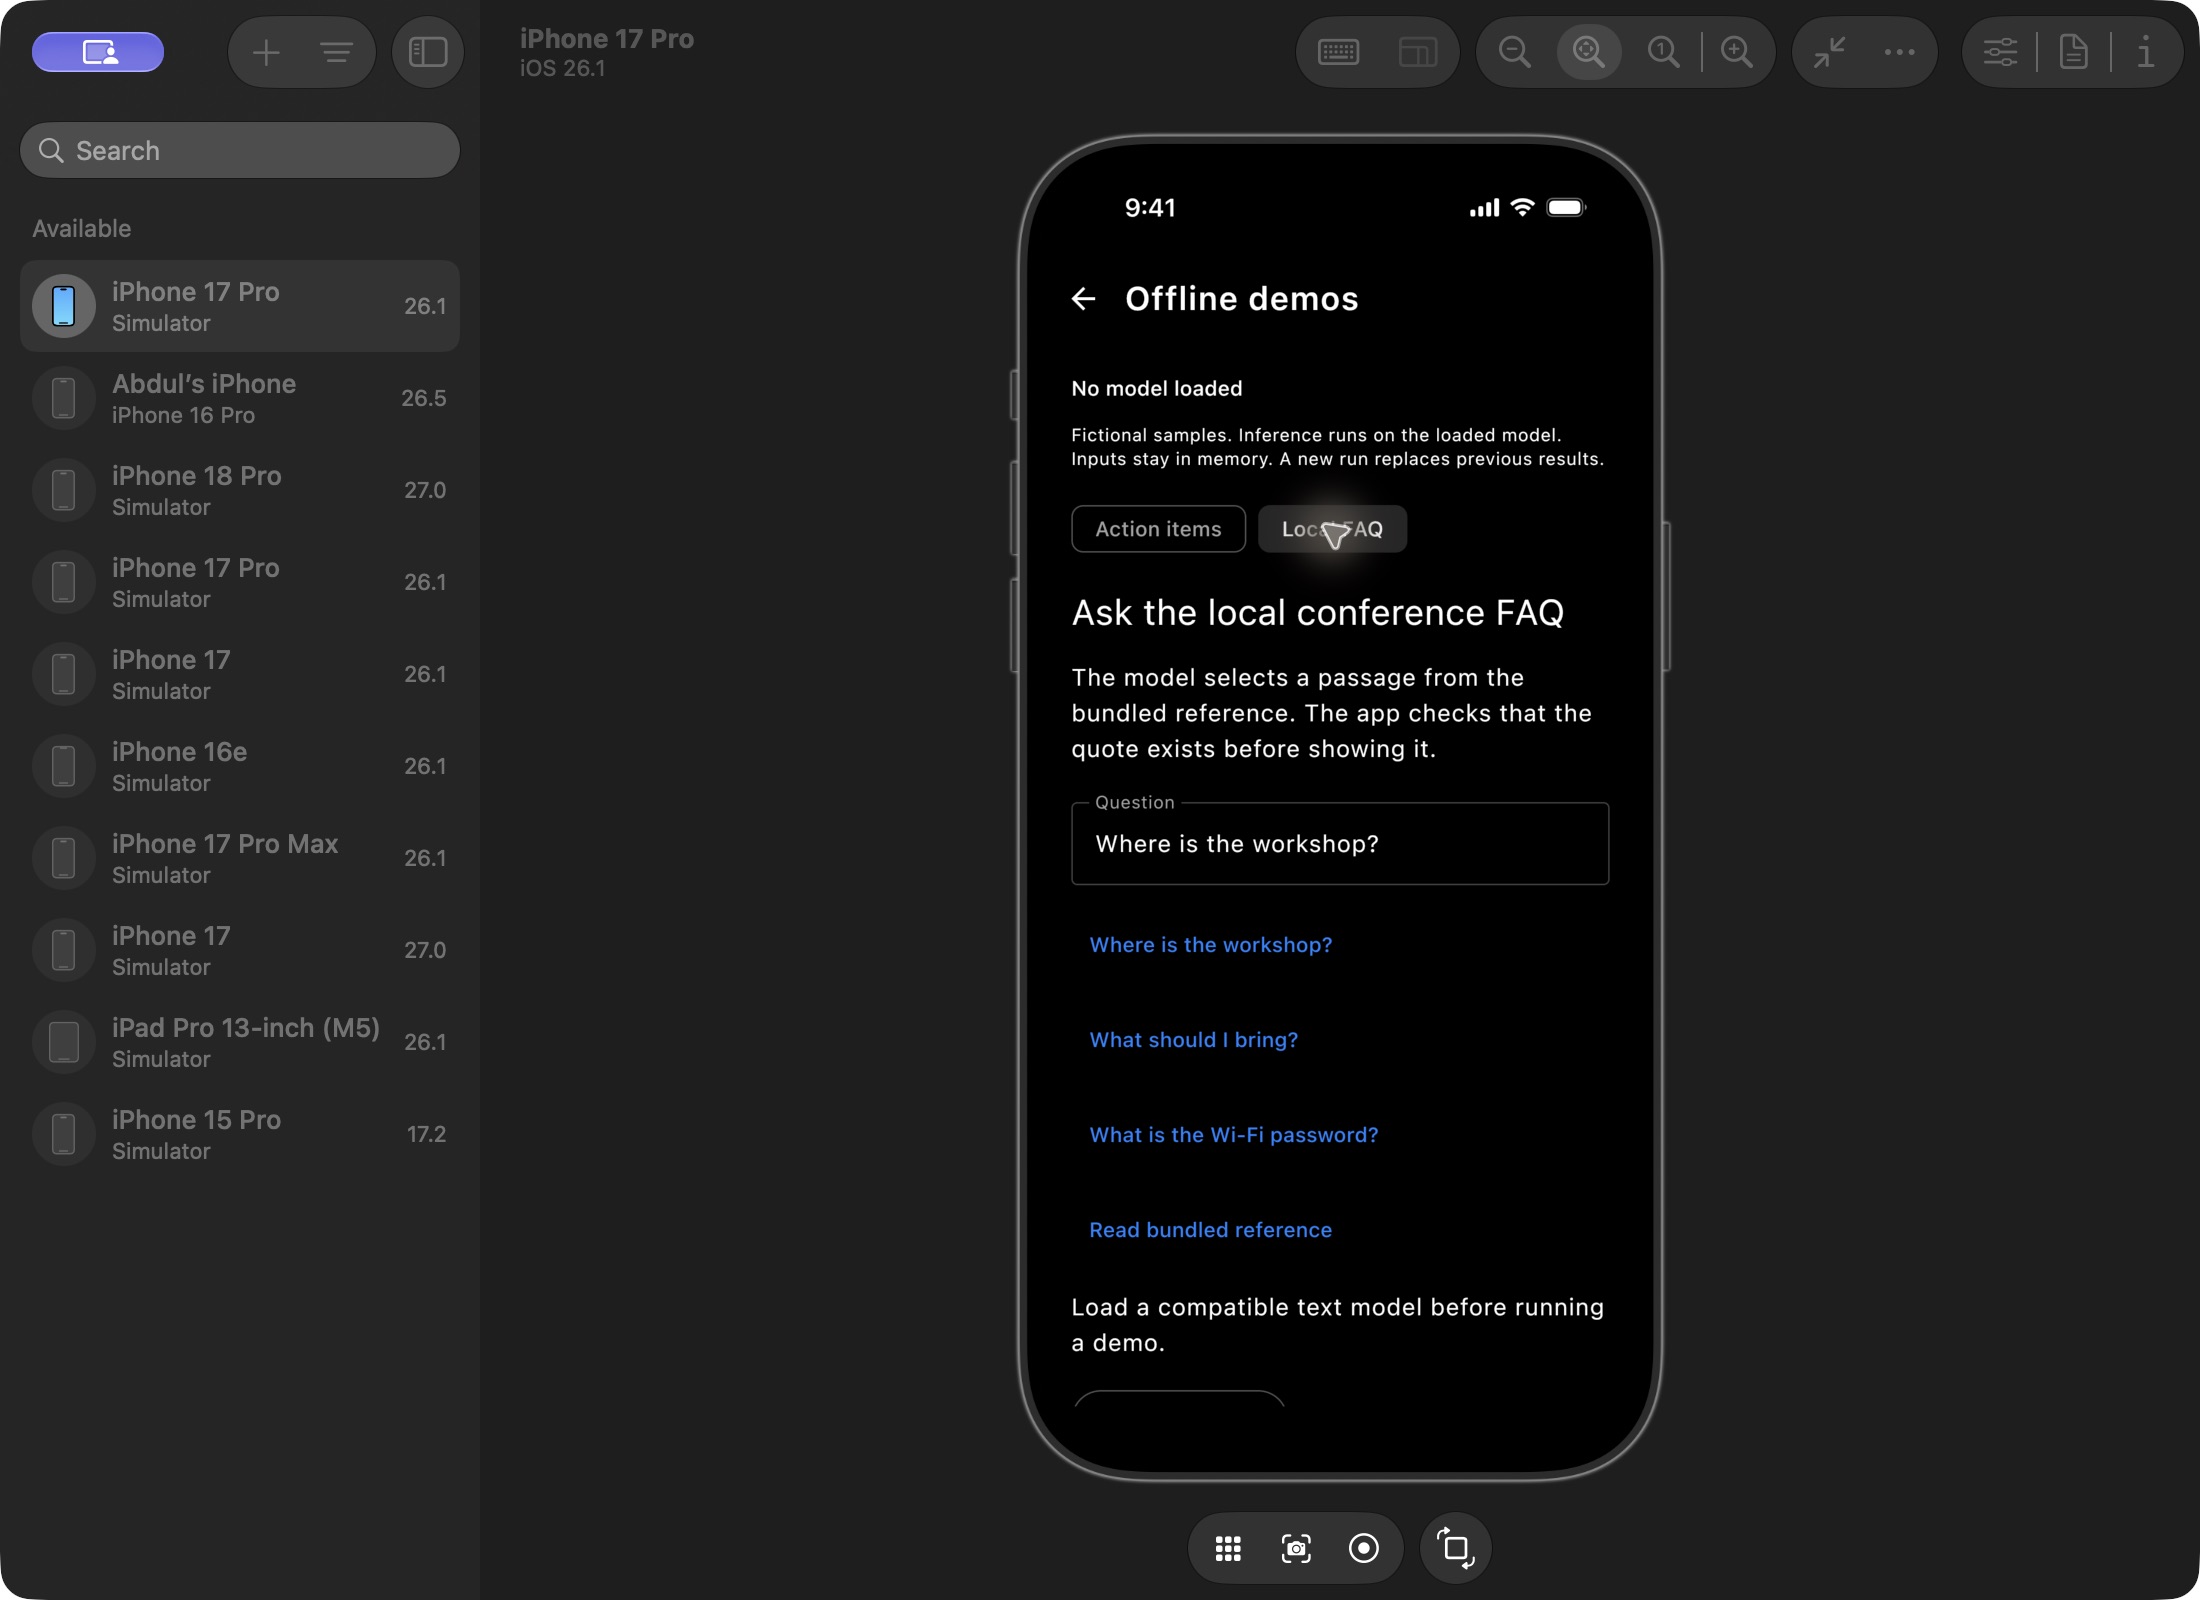 iPhone 17 Pro
iOS 26.1
Search
Available
iPhone 17 Pro
Simulator
26.1
Abdul’s iPhone
iPhone 16 Pro
26.5
iPhone 18 Pro
Simulator
27.0
iPhone 17 Pro
Simulator
26.1
iPhone 17
Simulator
26.1
iPhone 16e
Simulator
26.1
iPhone 17 Pro Max
Simulator
26.1
iPhone 17
Simulator
27.0
iPad Pro 13-inch (M5)
Simulator
26.1
iPhone 15 Pro
Simulator
17.2
9:41
Offline demos
No model loaded
Fictional samples. Inference runs on the loaded model.
Inputs stay in memory. A new run replaces previous results.
Action items
Local FAQ
Ask the local conference FAQ
The model selects a passage from the
bundled reference. The app checks that the
quote exists before showing it.
Question
Where is the workshop?
Where is the workshop?
What should I bring?
What is the Wi-Fi password?
Read bundled reference
Load a compatible text model before running
a demo.